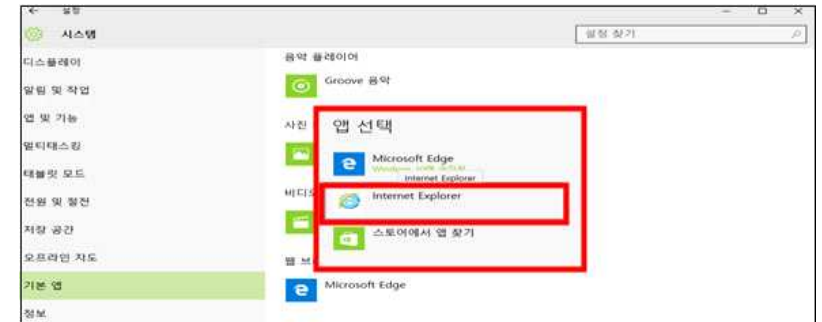 설정
시스템
설정 찾기
디스플레이
알림 및 작업
앱 및 기능
멀티태스킹
태블릿 모드
전원 및 절전
저장 공간
오프라인 지도
기본 앱
정보
음악 플레이어
Groove 음악
사진
비디오
웹 브
Microsoft Edge
앱 선택
Microsoft Edge
Internet Explorer
Internet Explorer
스토어에서 앱 찾기